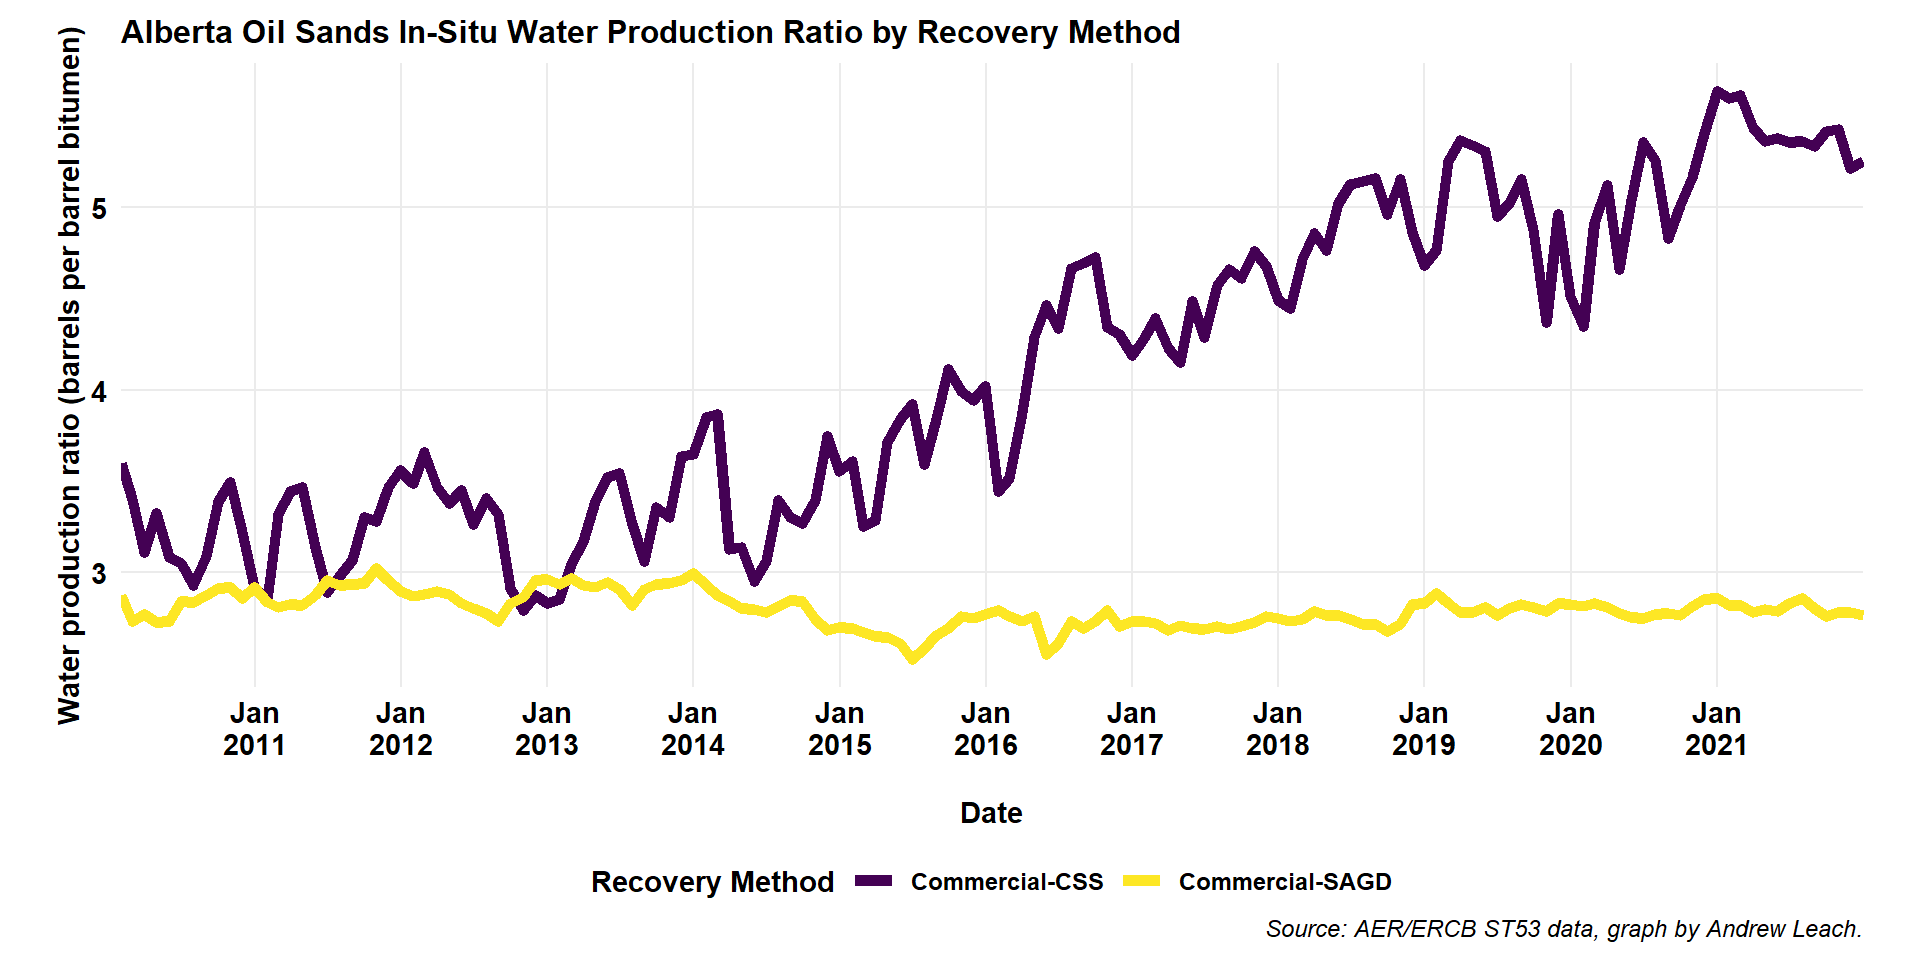 Alberta Oil Sands In-Situ Water Production Ratio by Recovery Method
Water production ratio (barrels per barrel bitumen)
5
4
3
Jan Jan Jan Jan Jan Jan Jan Jan Jan Jan Jan
2011 2012 2013 2014 2015 2016 2017 2018 2019 2020 2021
Date
Recovery Method Commercial-CSS Commercial-SAGD
Source: AER/ERCB ST53 data, graph by Andrew Leach.